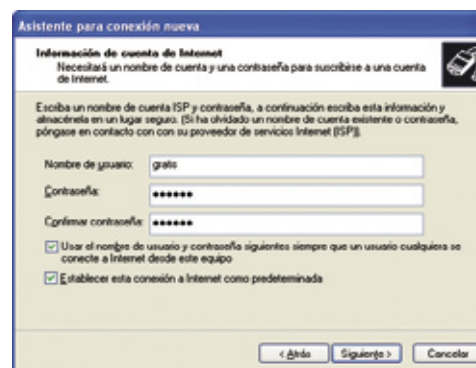 Asistente para conexión nueva
Información de cuenta de Internet
Necesitará un nombre de cuenta y una contraseña para suscribirse a una cuenta
de Internet.
Escriba un nombre de cuenta ISP y contraseña, a continuación escriba esta información y
almacénela en un lugar seguro. (Si ha olvidado un nombre de cuenta existente o contraseña,
póngase en contacto con con su proveedor de servicios Internet (ISP)).
Nombre de usuario: gratis
Contraseña: ••••••
Confirmar contraseña: ••••••
Usar el nombre de usuario y contraseña siguientes siempre que un usuario cualquiera se
conecte a Internet desde este equipo
Establecer esta conexión a Internet como predeterminada
< Atrás Siguiente > Cancelar